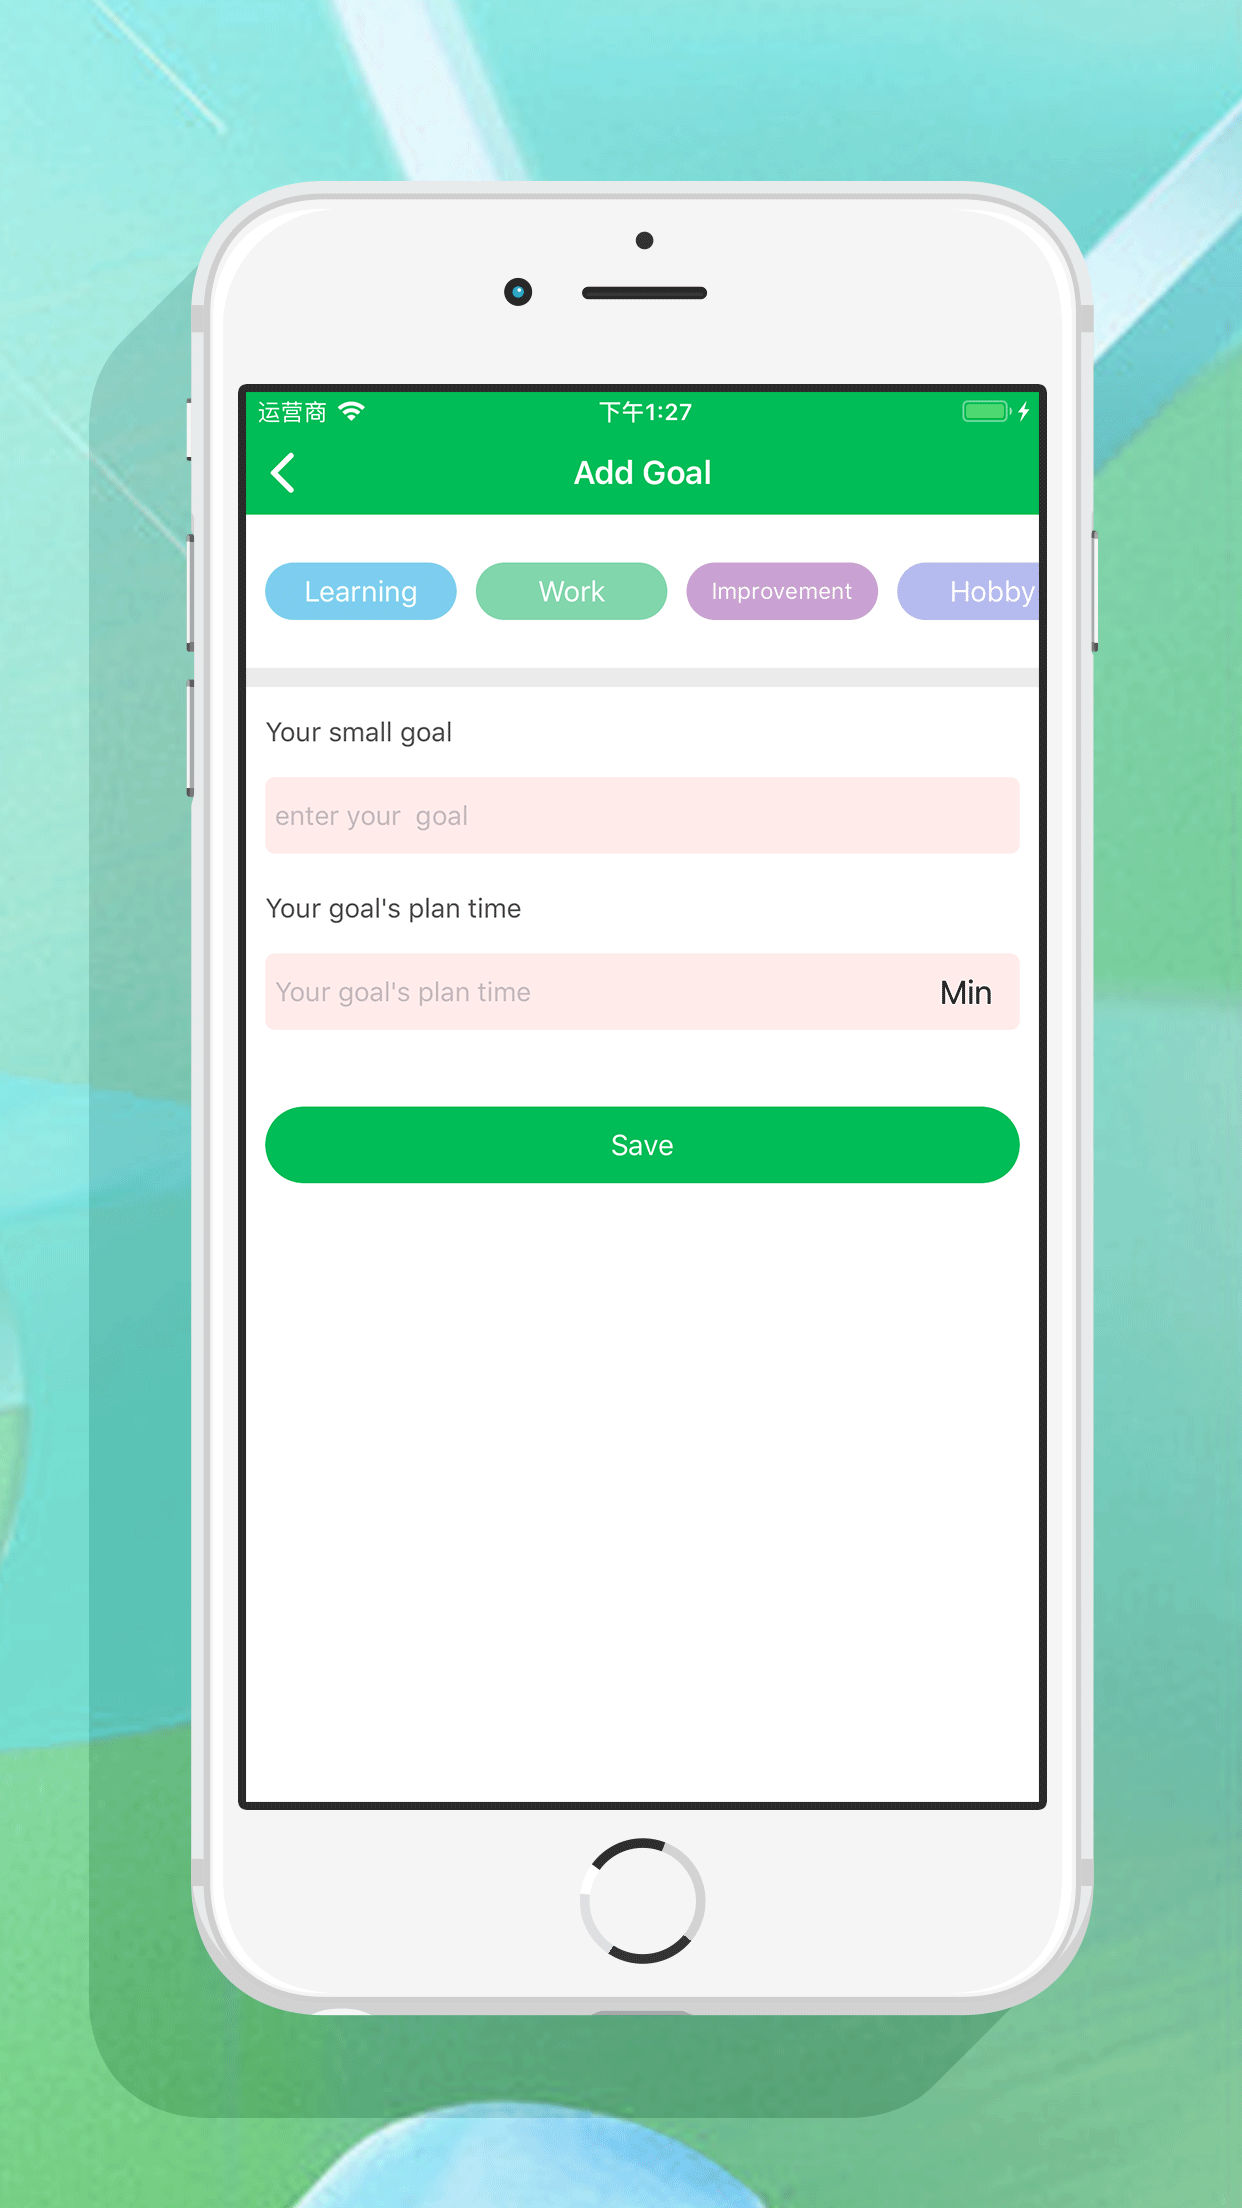 运营商 下午1:27
Add Goal
Learning Work Improvement Hobby
Your small goal
enter your  goal
Your goal's plan time
Your goal's plan time Min
Save